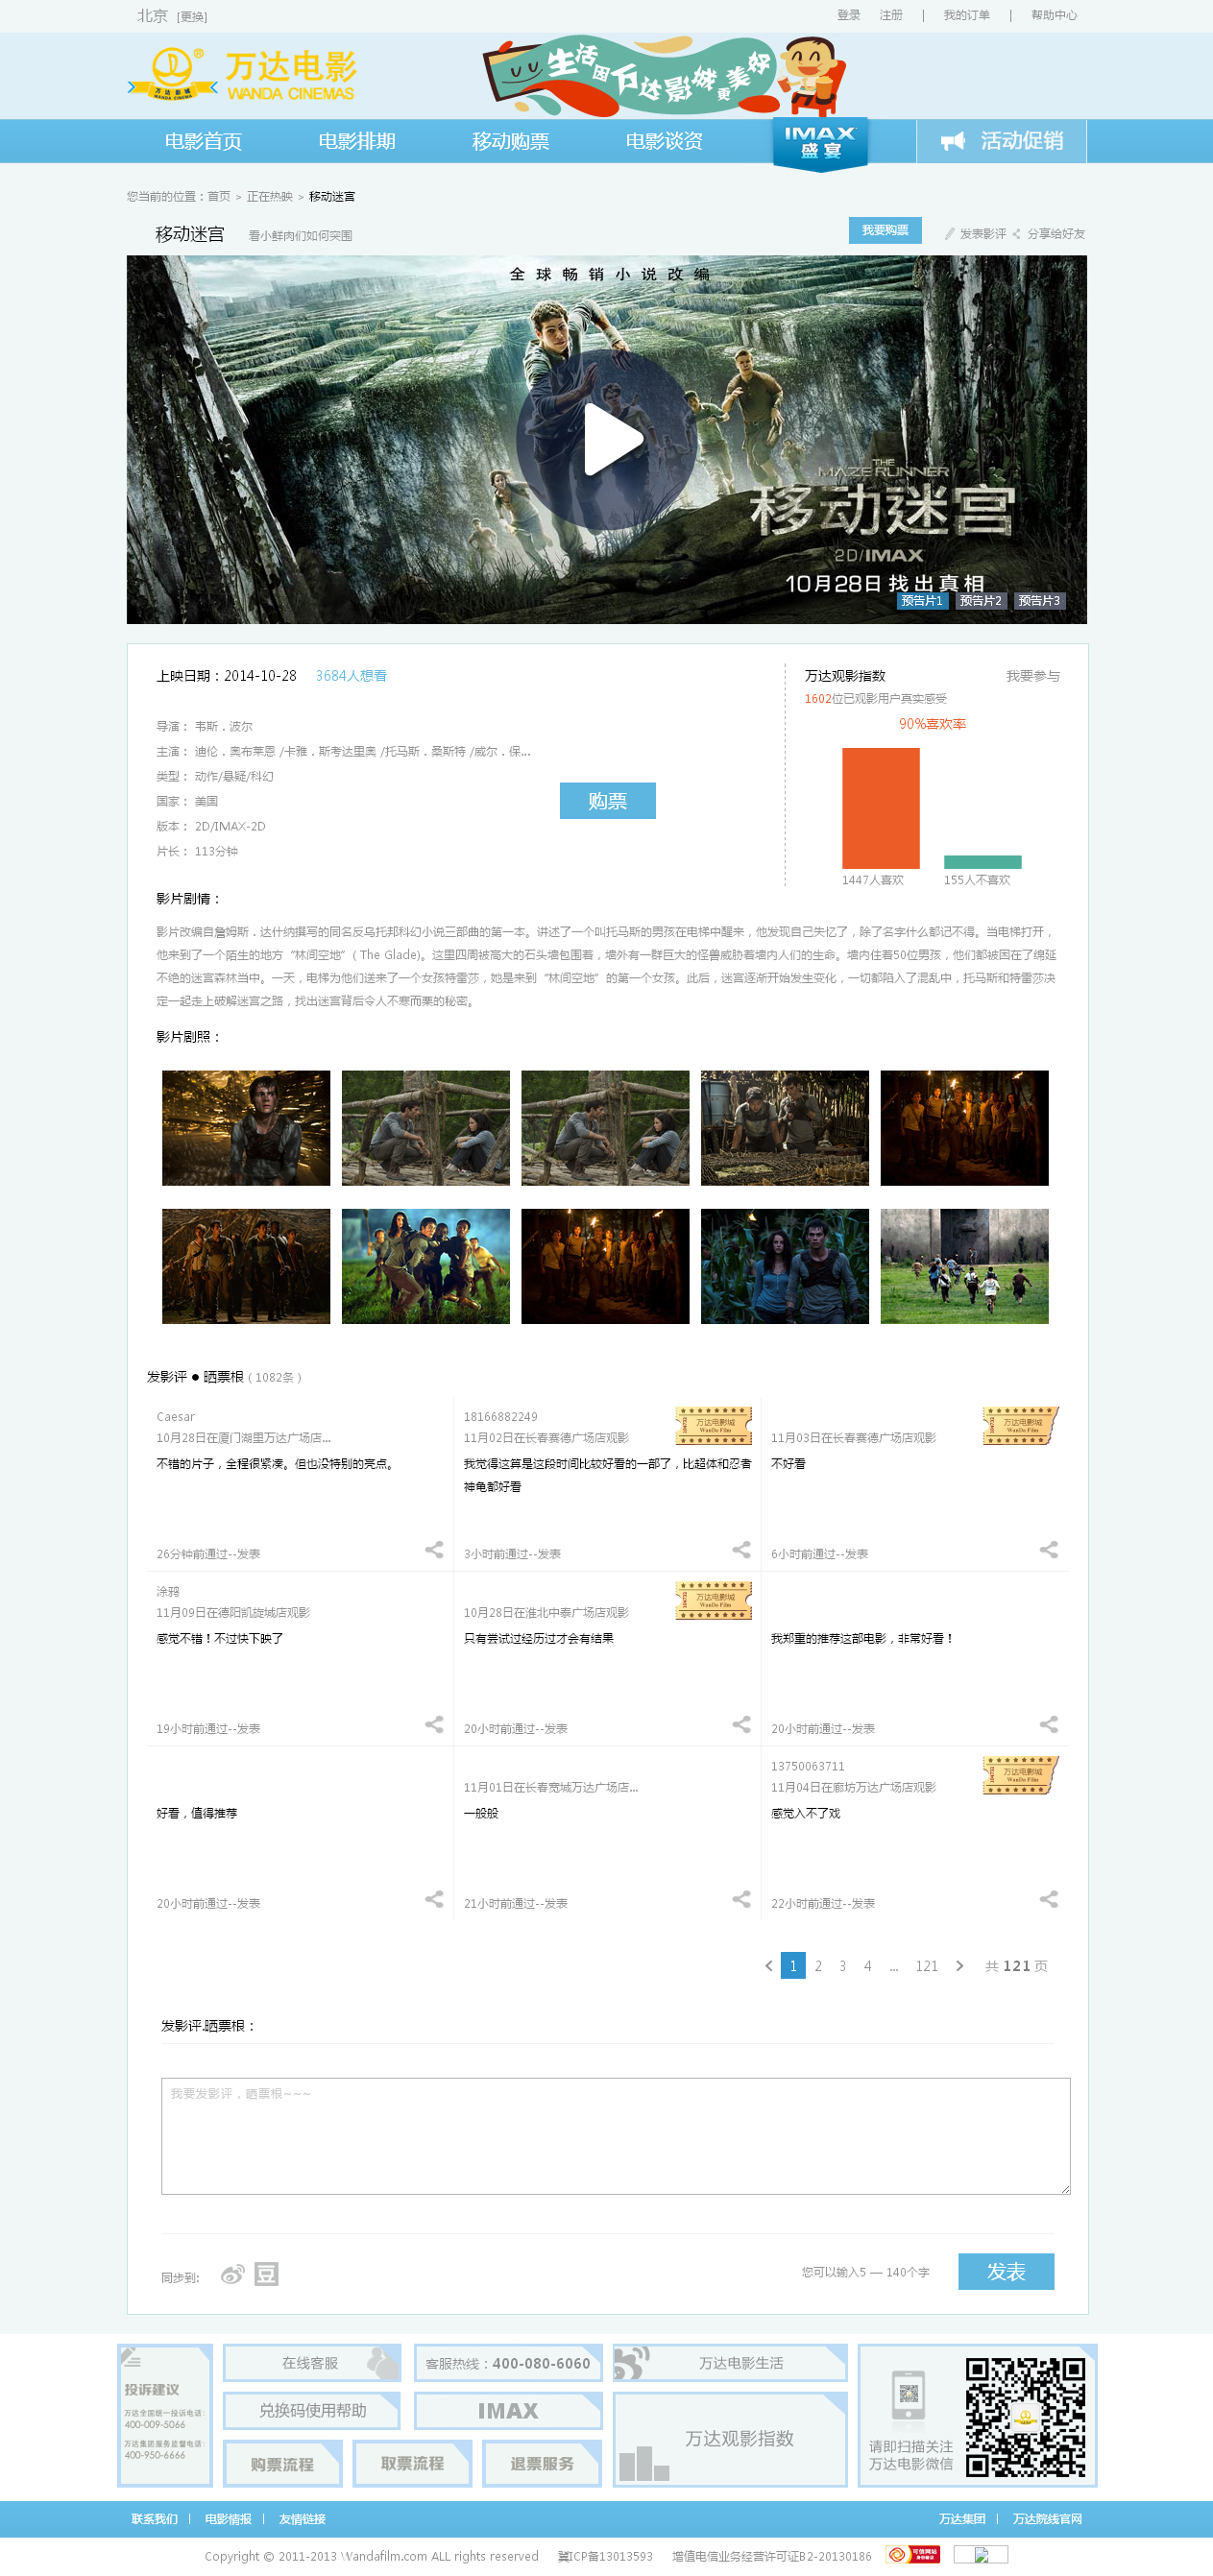 北京 [更换]
登录 注册 | 我的订单 | 帮助中心
万达影城
WANDA CINEMAS
万达电影
WANDA CINEMAS
生活因万达影城更美好
电影首页 电影排期 移动购票 电影谈资 IMAX 盛宴 活动促销
您当前的位置：首页 > 正在热映 > 移动迷宫
移动迷宫 看小鲜肉们如何突围
我要购票 发表影评 分享给好友
全球畅销小说改编
THE
MAZE RUNNER
移动迷宫
2D/IMAX
10月28日 找出真相
预告片1 预告片2 预告片3
上映日期：2014-10-28 3684人想看
导演： 韦斯．波尔
主演： 迪伦．奥布莱恩 /卡雅．斯考达里奥 /托马斯．桑斯特 /威尔．保...
类型： 动作/悬疑/科幻
国家： 美国
版本： 2D/IMAX-2D
片长： 113分钟
购票
万达观影指数 我要参与
1602位已观影用户真实感受
90%喜欢率
1447人喜欢 155人不喜欢
影片剧情：
影片改编自詹姆斯．达什纳撰写的同名反乌托邦科幻小说三部曲的第一本。讲述了一个叫托马斯的男孩在电梯中醒来，他发现自己失忆了，除了名字什么都记不得。当电梯打开，
他来到了一个陌生的地方“林间空地”( The Glade)。这里四周被高大的石头墙包围着，墙外有一群巨大的怪兽威胁着墙内人们的生命。墙内住着50位男孩，他们都被困在了绵延
不绝的迷宫森林当中。一天，电梯为他们送来了一个女孩特雷莎，她是来到“林间空地”的第一个女孩。此后，迷宫逐渐开始发生变化，一切都陷入了混乱中，托马斯和特雷莎决
定一起走上破解迷宫之路，找出迷宫背后令人不寒而栗的秘密。
影片剧照：
发影评 ● 晒票根 ( 1082条 )
Caesar
10月28日在厦门湖里万达广场店...
不错的片子，全程很紧凑。但也没特别的亮点。
26分钟前通过--发表
18166882249
11月02日在长春赛德广场店观影
万达电影城
WanDa Film
我觉得这算是这段时间比较好看的一部了，比超体和忍者
神龟都好看
3小时前通过--发表
11月03日在长春赛德广场店观影
万达电影城
WanDa Film
不好看
6小时前通过--发表
涂鸦
11月09日在德阳凯旋城店观影
感觉不错！不过快下映了
19小时前通过--发表
10月28日在淮北中泰广场店观影
万达电影城
WanDa Film
只有尝试过经历过才会有结果
20小时前通过--发表
我郑重的推荐这部电影，非常好看！
20小时前通过--发表
好看，值得推荐
20小时前通过--发表
11月01日在长春宽城万达广场店...
一般般
21小时前通过--发表
13750063711
11月04日在廊坊万达广场店观影
万达电影城
WanDa Film
感觉入不了戏
22小时前通过--发表
1 2 3 4 ... 121 共 121 页
发影评.晒票根：
我要发影评，晒票根~~~
同步到:
豆
您可以输入5 — 140个字
发表
投诉建议
万达全国统一投诉电话:
400-009-5066
万达集团服务监督电话:
400-950-6666
在线客服
客服热线：400-080-6060
兑换码使用帮助
IMAX
购票流程 取票流程 退票服务
万达电影生活
万达观影指数
请即扫描关注
万达电影微信
联系我们 | 电影情报 | 友情链接
万达集团 | 万达院线官网
Copyright © 2011-2013 Wandafilm.com ALL rights reserved 冀ICP备13013593 增值电信业务经营许可证B2-20130186
可信网站